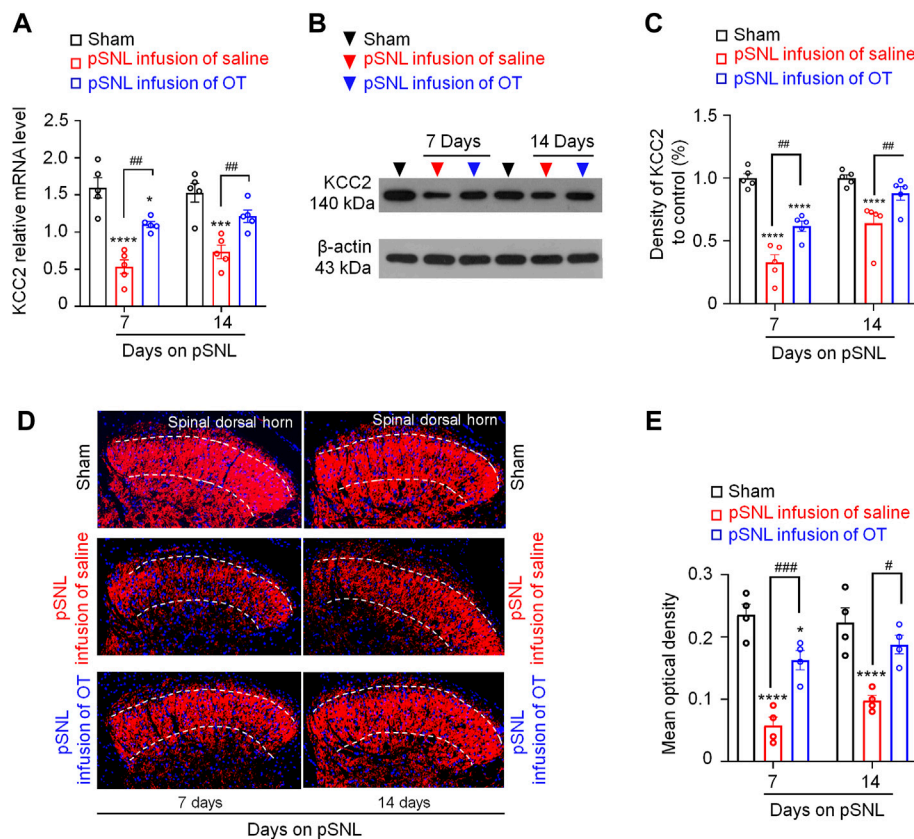 A
Sham
pSNL infusion of saline
pSNL infusion of OT
KCC2 relative mRNA level
2.5
2.0
1.5
1.0
0.5
0
##
##
*
****
***
7
14
Days on pSNL
B
Sham
pSNL infusion of saline
pSNL infusion of OT
7 Days
14 Days
KCC2
140 kDa
β-actin
43 kDa
C
Sham
pSNL infusion of saline
pSNL infusion of OT
Density of KCC2
to control (%)
1.5
1.0
0.5
0
##
##
****
****
****
7
14
Days on pSNL
D
Spinal dorsal horn
Spinal dorsal horn
Sham
Sham
pSNL
infusion of saline
pSNL
infusion of saline
pSNL
infusion of OT
pSNL
infusion of OT
7 days
14 days
Days on pSNL
E
Sham
pSNL infusion of saline
pSNL infusion of OT
Mean optical density
0.3
0.2
0.1
0
###
#
*
****
****
7
14
Days on pSNL